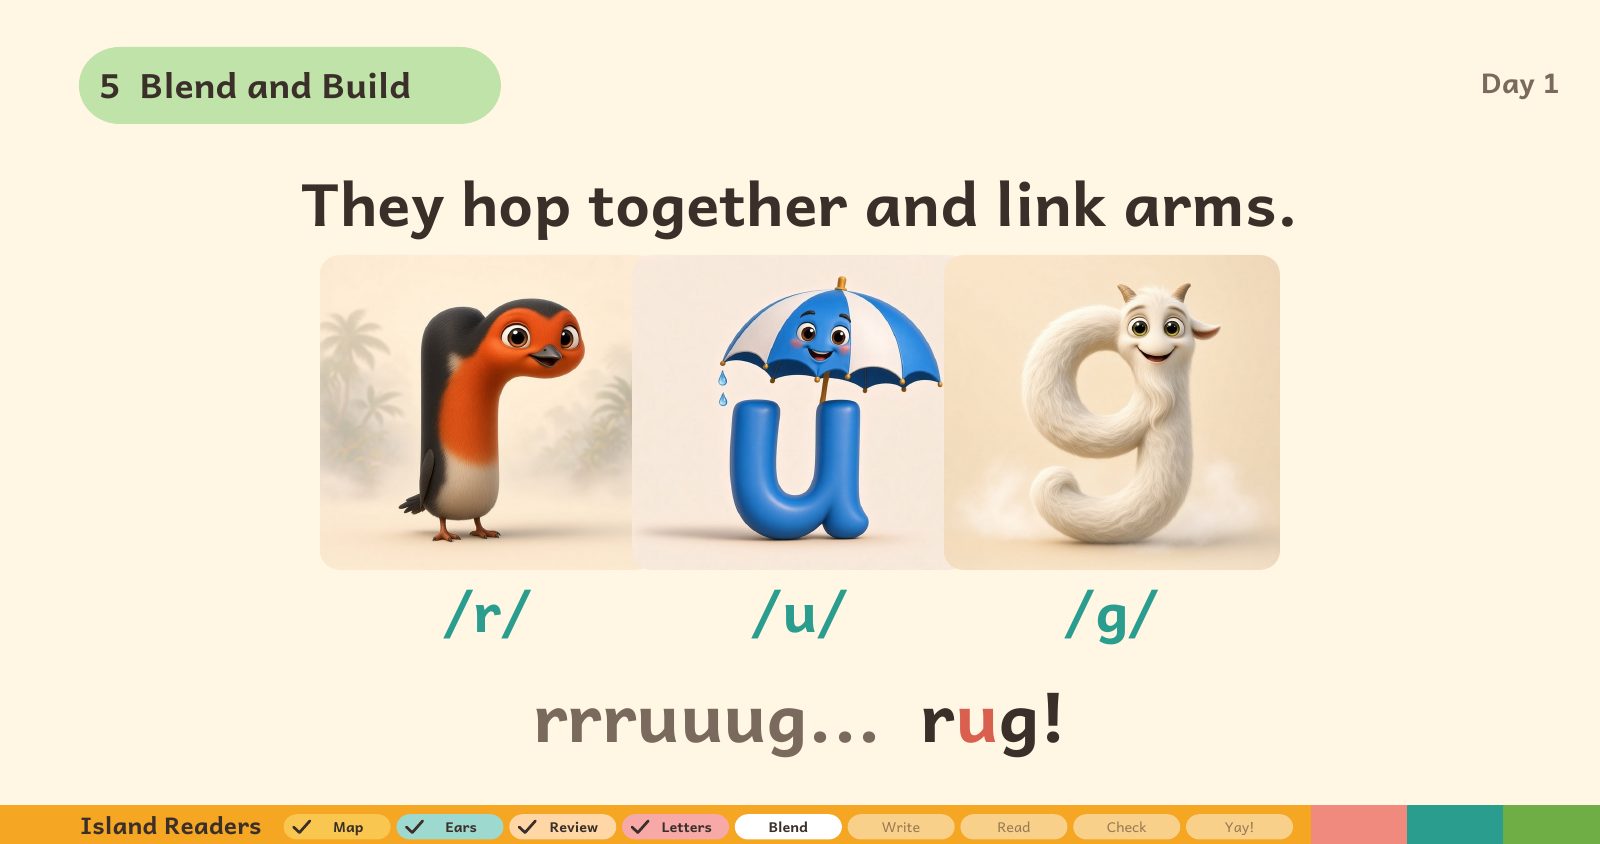 5 Blend and Build
Day 1
They hop together and link arms.
/r/ /u/ /g/
rrruuug... rug!
Island Readers Map Ears Review Letters Blend Write Read Check Yay!